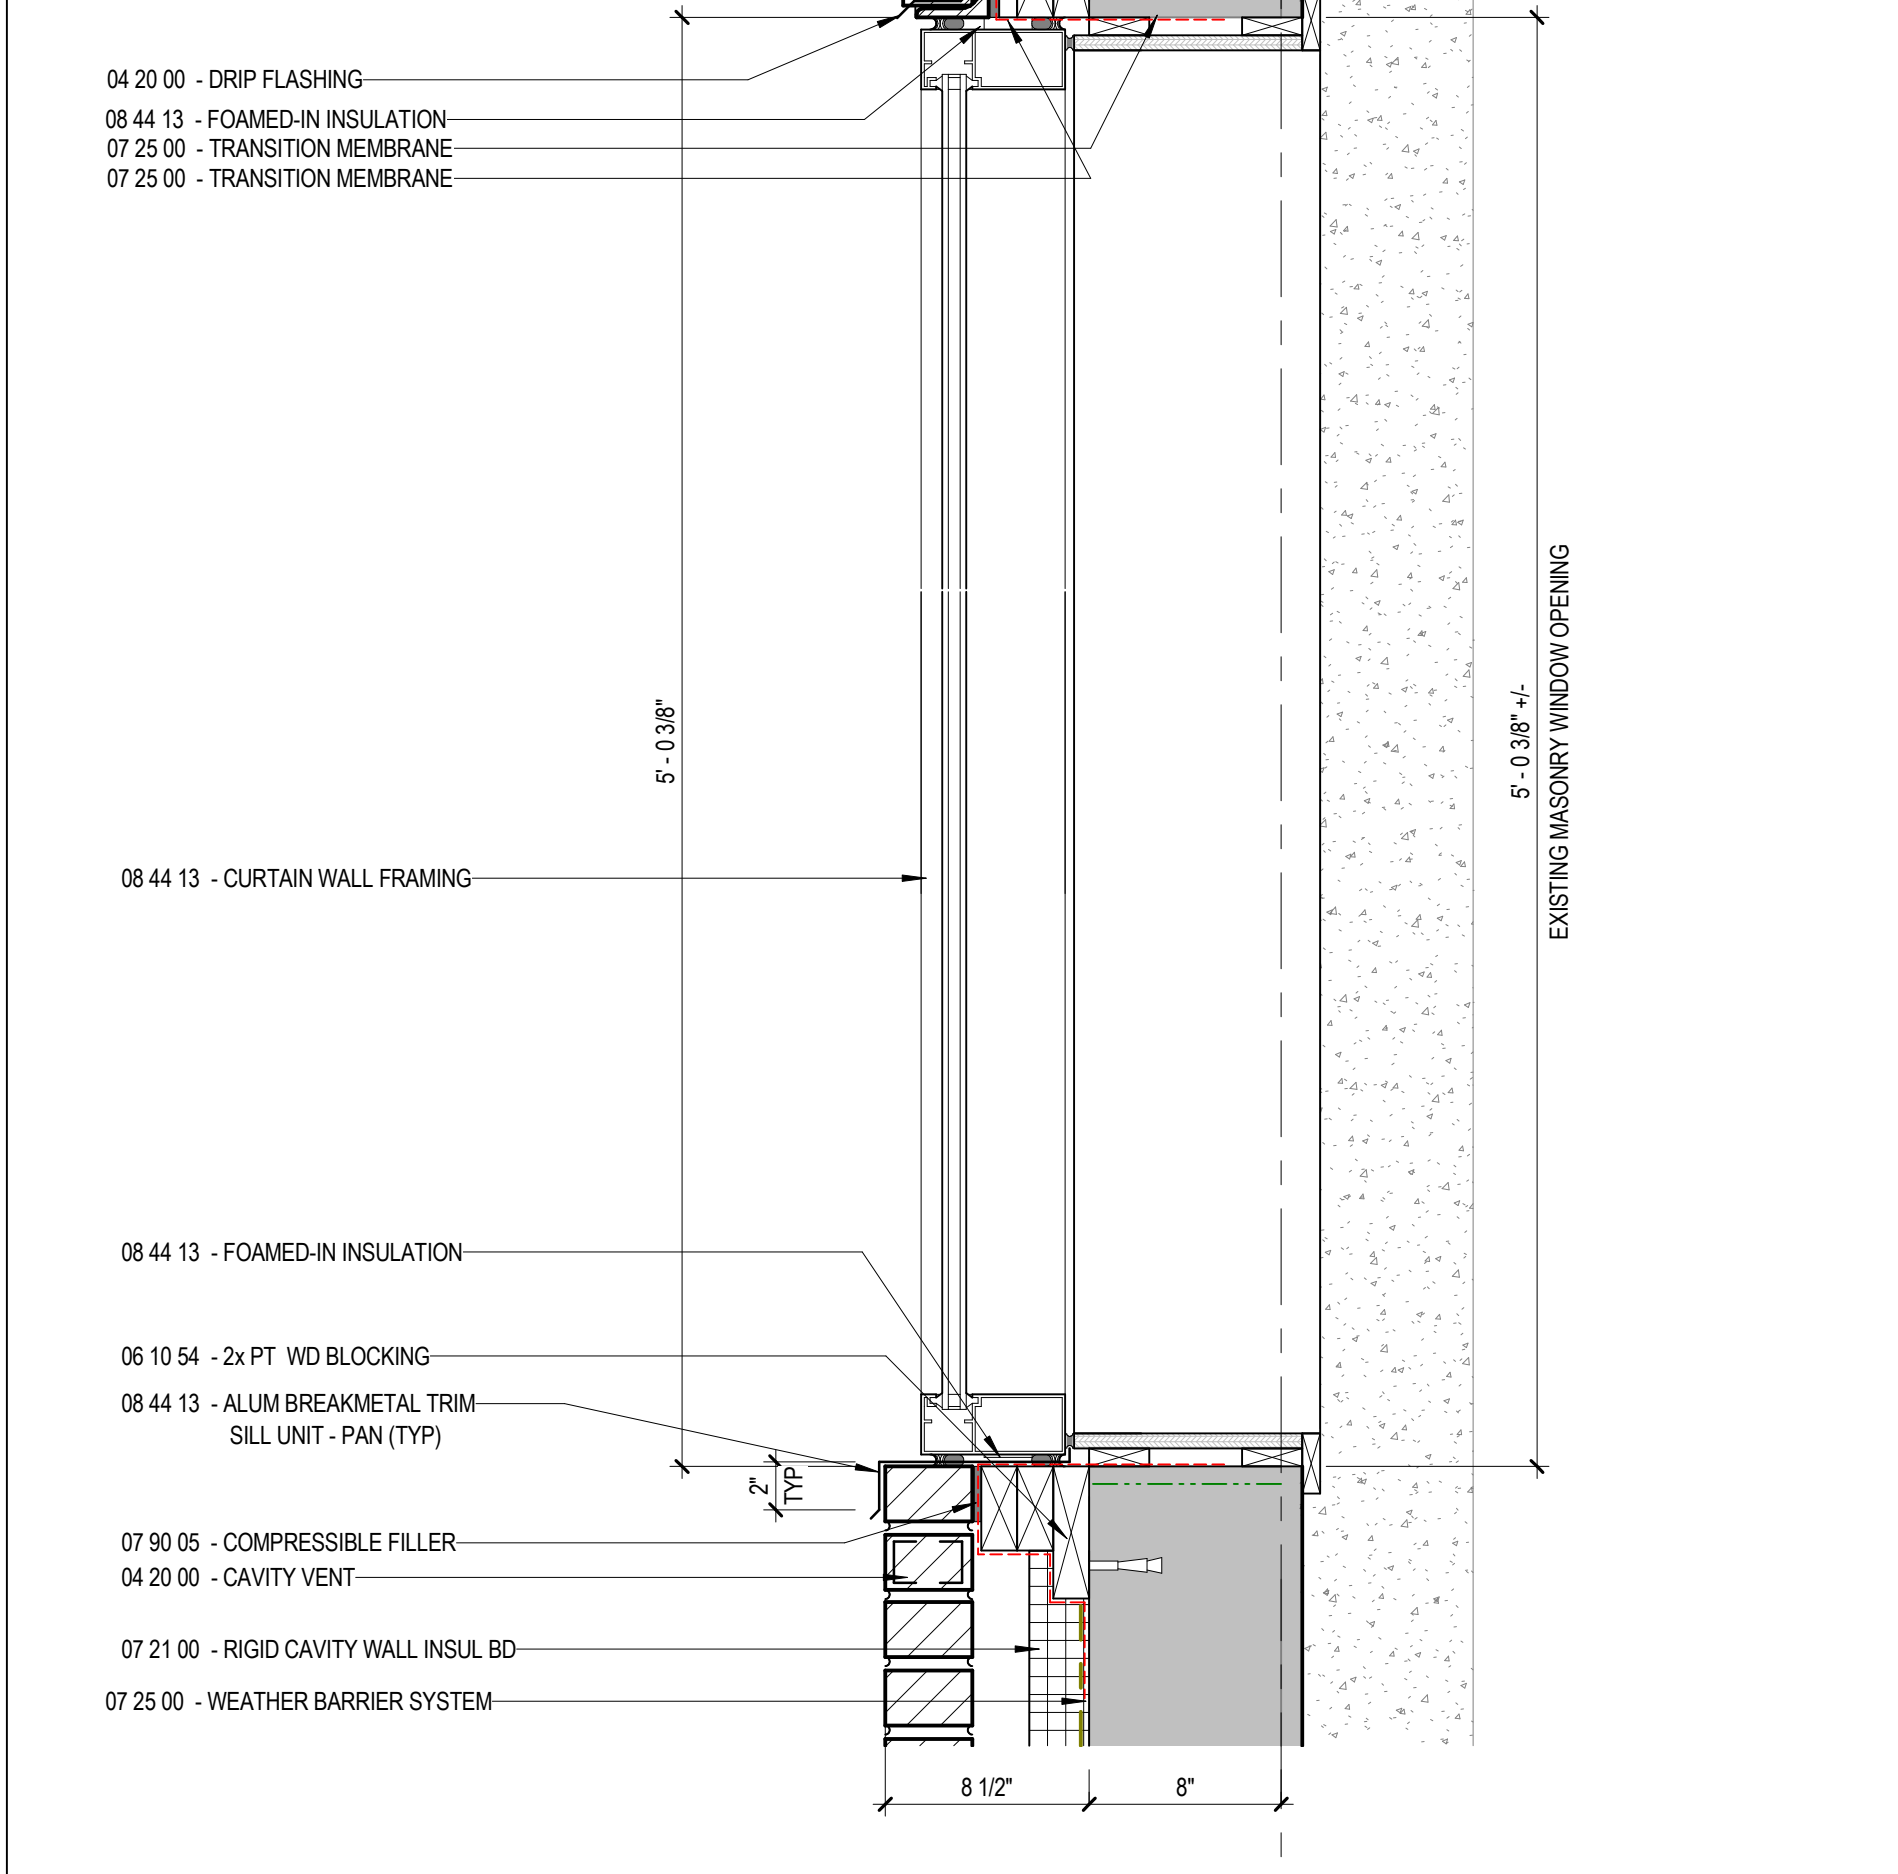 04 20 00 - DRIP FLASHING
08 44 13 - FOAMED-IN INSULATION
07 25 00 - TRANSITION MEMBRANE
07 25 00 - TRANSITION MEMBRANE
5' - 0 3/8"
5' - 0 3/8" +/-
EXISTING MASONRY WINDOW OPENING
08 44 13 - CURTAIN WALL FRAMING
08 44 13 - FOAMED-IN INSULATION
06 10 54 - 2x PT WD BLOCKING
08 44 13 - ALUM BREAKMETAL TRIM
SILL UNIT - PAN (TYP)
2"
TYP
07 90 05 - COMPRESSIBLE FILLER
04 20 00 - CAVITY VENT
07 21 00 - RIGID CAVITY WALL INSUL BD
07 25 00 - WEATHER BARRIER SYSTEM
8 1/2"
8"